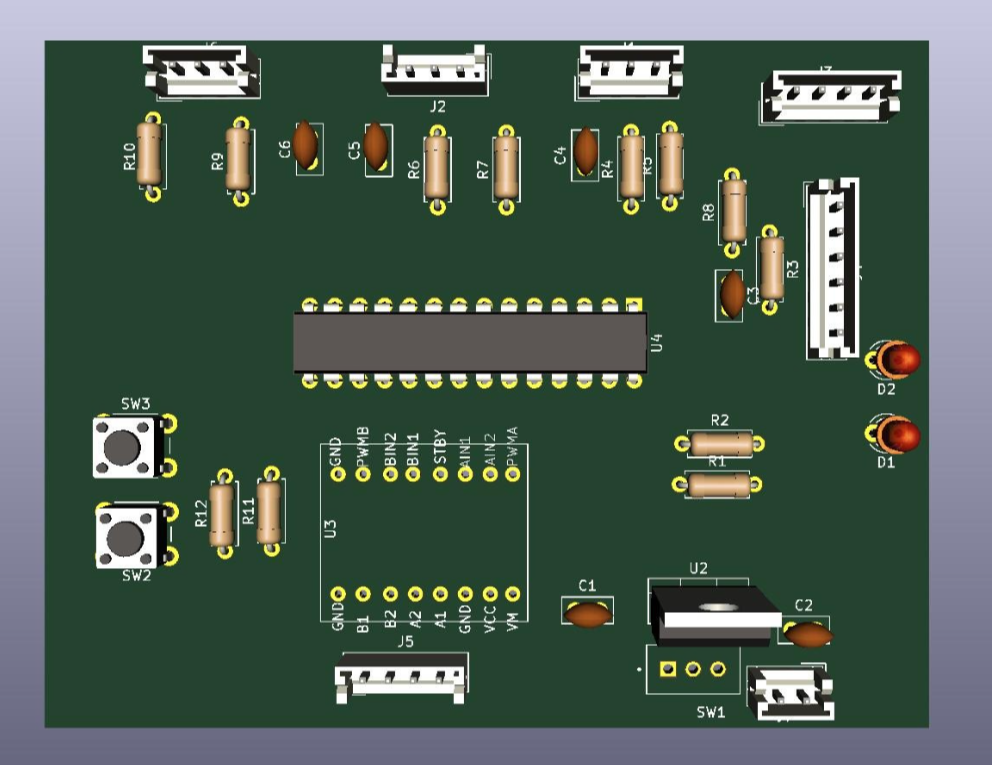 J2
R10
R9
C6
C5
R6
R7
C4
R4
R5
R8
R3
C3
U4
D2
D1
SW3
SW2
R12
R11
GND
PWMB
BIN2
BIN1
STBY
AIN1
AIN2
PWMA
U3
GND
B1
B2
A2
A1
GND
VCC
VM
J5
R2
R1
C1
U2
C2
SW1